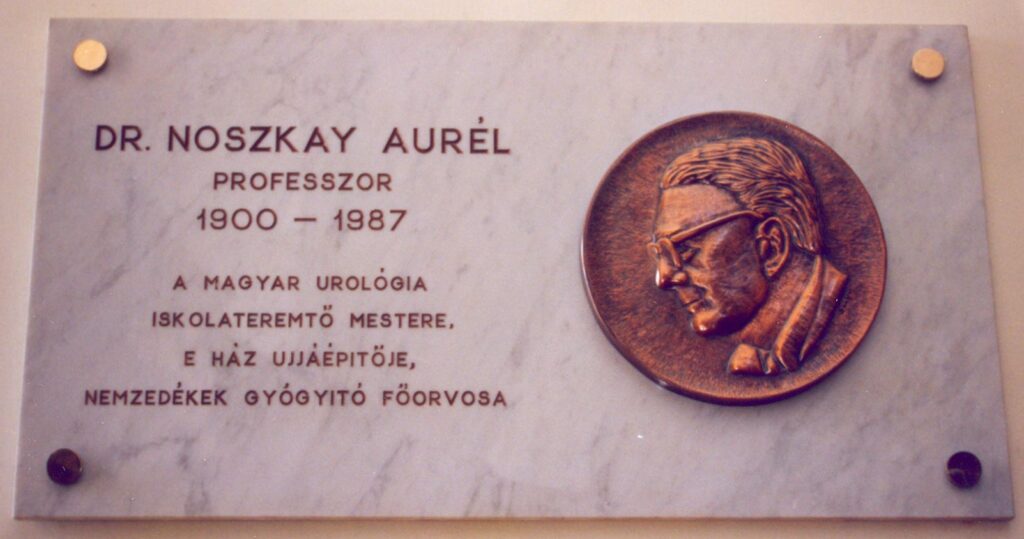 DR. NOSZKAY AURÉL
PROFESSZOR
1900 – 1987
A MAGYAR UROLÓGIA
ISKOLATEREMTŐ MESTERE,
E HÁZ UJJÁÉPITŐJE,
NEMZEDÉKEK GYÓGYITÓ FŐORVOSA